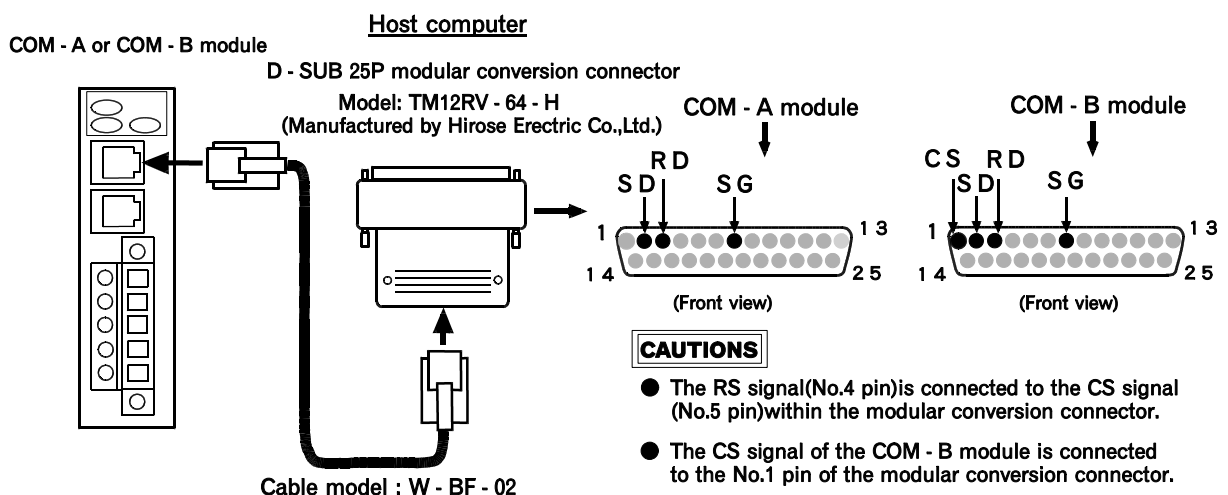 Host computer
COM - A or COM - B module
D - SUB 25P modular conversion connector
Model: TM12RV - 64 - H
(Manufactured by Hirose Erectric Co.,Ltd.)
COM - A module
COM - B module
R D
S D
S G
C S
R D
S D
S G
1
1 3
1 4
2 5
1
1 3
1 4
2 5
(Front view)
(Front view)
CAUTIONS
● The RS signal(No.4 pin)is connected to the CS signal
(No.5 pin)within the modular conversion connector.
● The CS signal of the COM - B module is connected
to the No.1 pin of the modular conversion connector.
Cable model : W - BF - 02